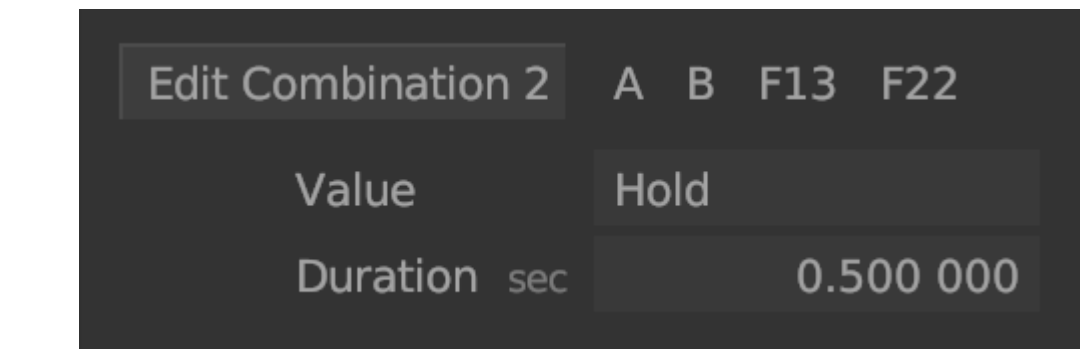 Edit Combination 2 A B F13 F22
Value Hold
Duration sec 0.500 000